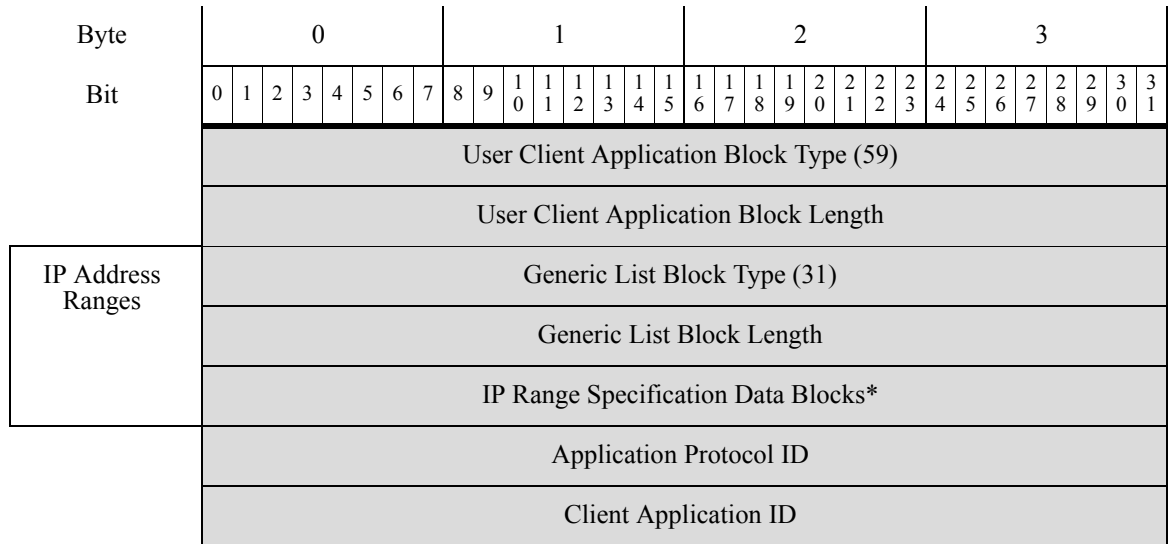 Byte 0 1 2 3
Bit 0 1 2 3 4 5 6 7 8 9 10 11 12 13 14 15 16 17 18 19 20 21 22 23 24 25 26 27 28 29 30 31
User Client Application Block Type (59)
User Client Application Block Length
IP Address
Ranges
Generic List Block Type (31)
Generic List Block Length
IP Range Specification Data Blocks*
Application Protocol ID
Client Application ID